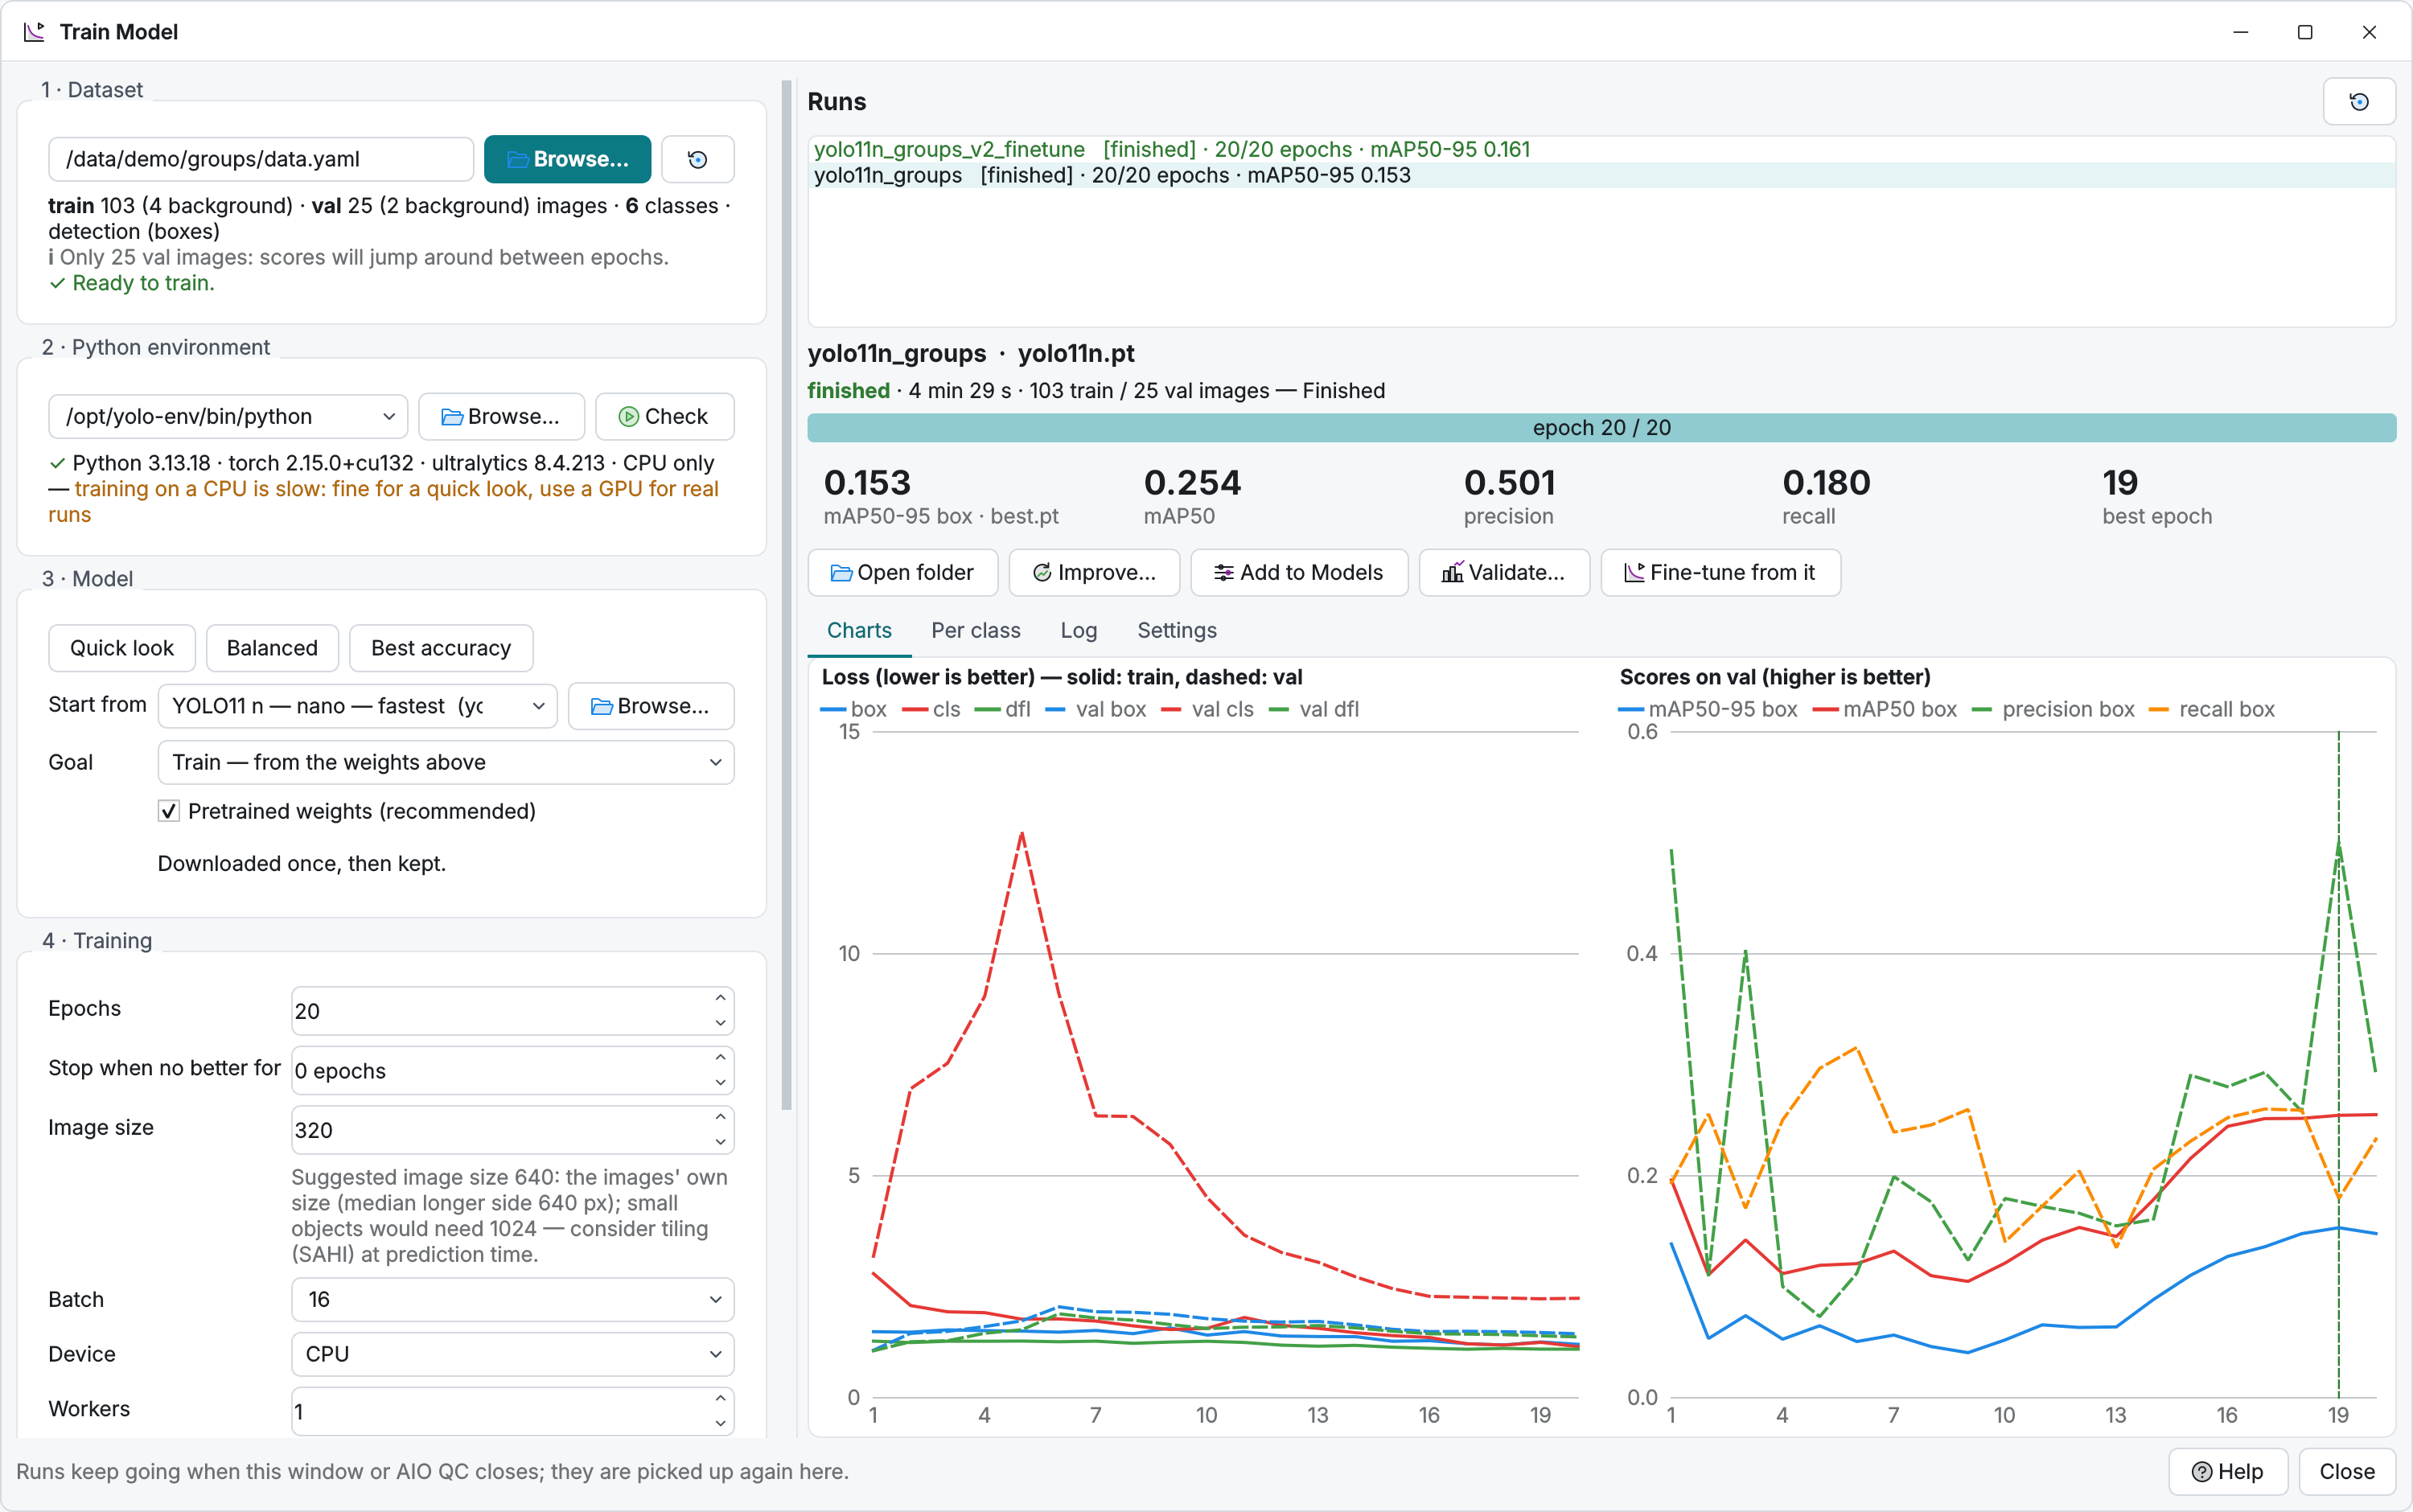 Train Model
1 · Dataset
/data/demo/groups/data.yaml
Browse...
train 103 (4 background) · val 25 (2 background) images · 6 classes ·
detection (boxes)
i Only 25 val images: scores will jump around between epochs.
✓ Ready to train.
2 · Python environment
/opt/yolo-env/bin/python
Browse...
Check
✓ Python 3.13.18 · torch 2.15.0+cu132 · ultralytics 8.4.213 · CPU only
— training on a CPU is slow: fine for a quick look, use a GPU for real
runs
3 · Model
Quick look
Balanced
Best accuracy
Start from
YOLO11 n — nano — fastest (yc
Browse...
Goal
Train — from the weights above
Pretrained weights (recommended)
Downloaded once, then kept.
4 · Training
Epochs
20
Stop when no better for
0 epochs
Image size
320
Suggested image size 640: the images' own
size (median longer side 640 px); small
objects would need 1024 — consider tiling
(SAHI) at prediction time.
Batch
16
Device
CPU
Workers
1
Runs
yolo11n_groups_v2_finetune [finished] · 20/20 epochs · mAP50-95 0.161
yolo11n_groups [finished] · 20/20 epochs · mAP50-95 0.153
yolo11n_groups · yolo11n.pt
finished · 4 min 29 s · 103 train / 25 val images — Finished
epoch 20 / 20
0.153
mAP50-95 box · best.pt
0.254
mAP50
0.501
precision
0.180
recall
19
best epoch
Open folder
Improve...
Add to Models
Validate...
Fine-tune from it
Charts
Per class
Log
Settings
Loss (lower is better) — solid: train, dashed: val
box cls dfl val box val cls val dfl
15
10
5
0
1 4 7 10 13 16 19
Scores on val (higher is better)
mAP50-95 box mAP50 box precision box recall box
0.6
0.4
0.2
0.0
1 4 7 10 13 16 19
Runs keep going when this window or AIO QC closes; they are picked up again here.
Help
Close